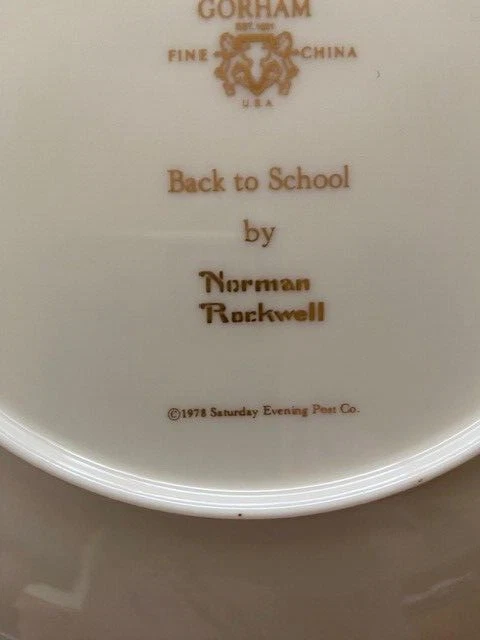 GORHAM
EST. 1831
FINE CHINA
U.S.A.
Back to School
by
Norman
Rockwell
©1978 Saturday Evening Post Co.